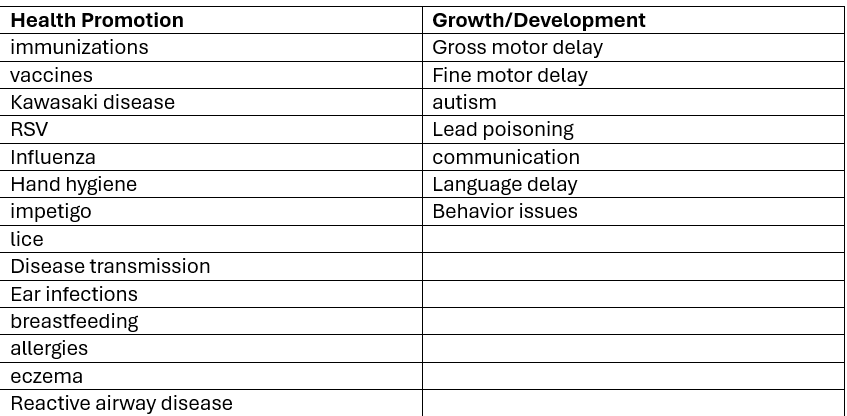 Health Promotion Growth/Development
immunizations Gross motor delay
vaccines Fine motor delay
Kawasaki disease autism
RSV Lead poisoning
Influenza communication
Hand hygiene Language delay
impetigo Behavior issues
lice
Disease transmission
Ear infections
breastfeeding
allergies
eczema
Reactive airway disease